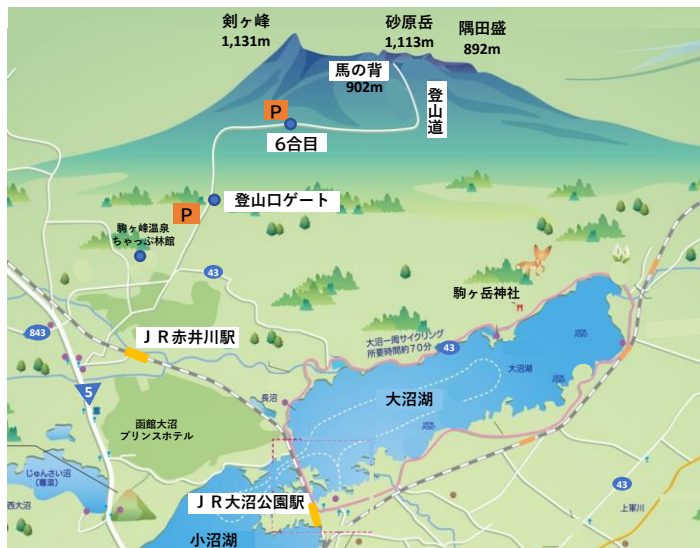 剣ヶ峰
1,131m
砂原岳
1,113m
隅田盛
892m
馬の背
902m
登山道
P
6合目
登山口ゲート
P
駒ヶ峰温泉
ちゃっぷ林館
43
駒ヶ岳神社
843
ＪＲ赤井川駅
大沼一周サイクリング
所要時間約７０分
43
大沼湖
5
長沼
大沼湖
函館大沼
プリンスホテル
じゅんさい沼
(蓴菜)
西大沼
ＪＲ大沼公園駅
43
上軍川
小沼湖